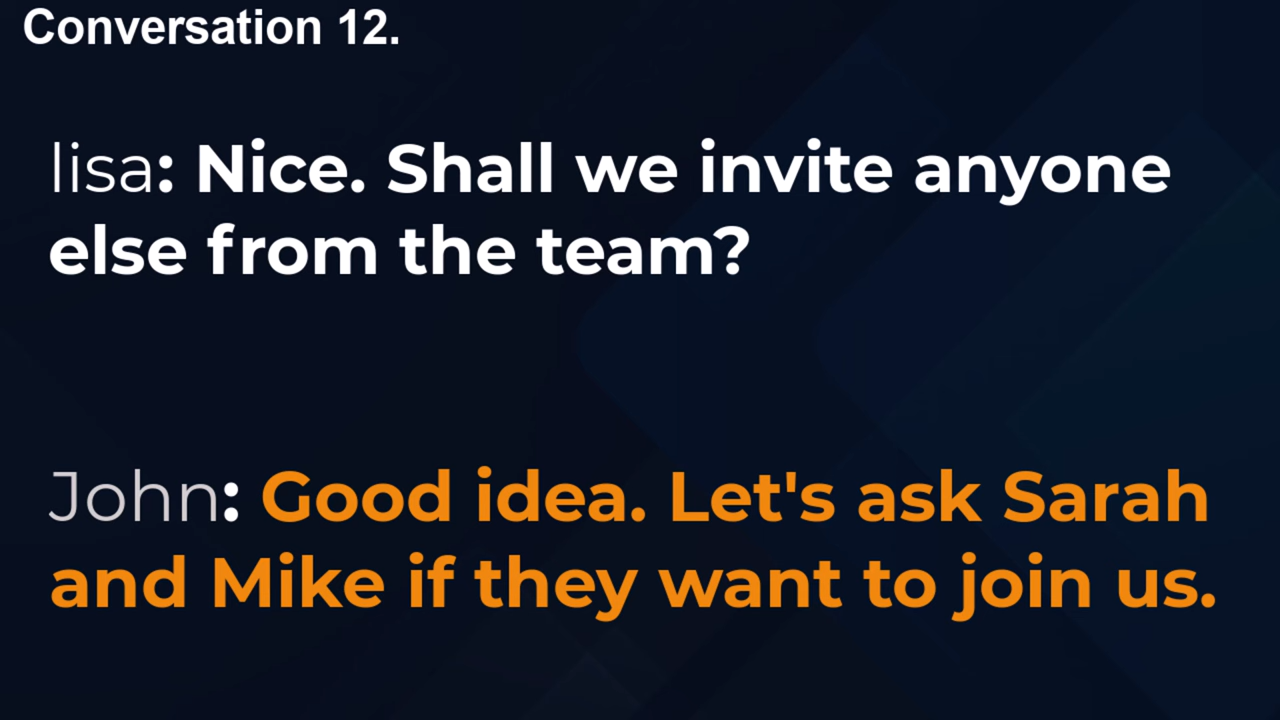 Conversation 12.
lisa: Nice. Shall we invite anyone
else from the team?
John: Good idea. Let's ask Sarah
and Mike if they want to join us.